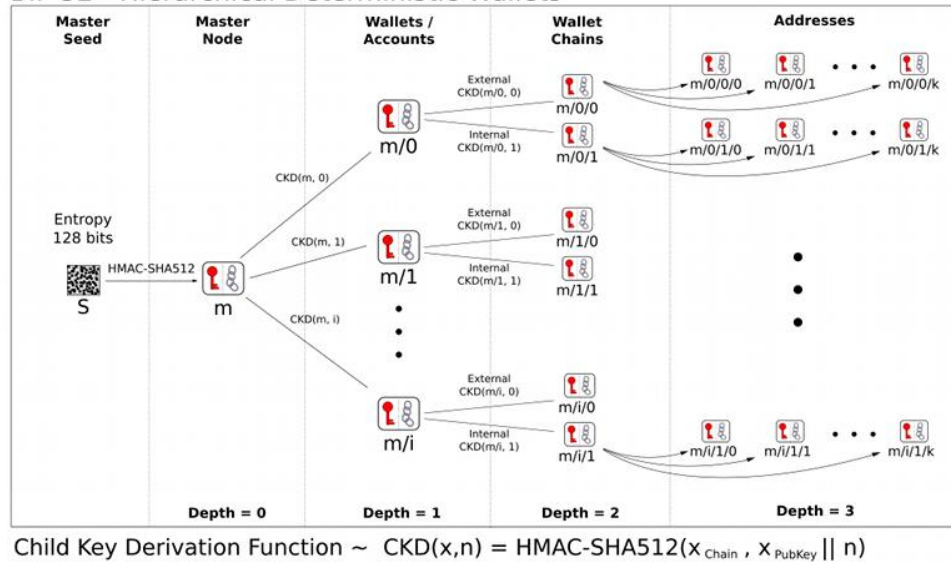 Master Seed
Master Node
Wallets / Accounts
Wallet Chains
Addresses
Entropy 128 bits
HMAC-SHA512
S
m
CKD(m, 0)
CKD(m, 1)
CKD(m, i)
m/0
m/1
m/i
External
CKD(m/0, 0)
Internal
CKD(m/0, 1)
External
CKD(m/1, 0)
Internal
CKD(m/1, 1)
External
CKD(m/i, 0)
Internal
CKD(m/i, 1)
m/0/0
m/0/1
m/1/0
m/1/1
m/i/0
m/i/1
m/0/0/0
m/0/0/1
m/0/0/k
m/0/1/0
m/0/1/1
m/0/1/k
m/i/1/0
m/i/1/1
m/i/1/k
Depth = 0
Depth = 1
Depth = 2
Depth = 3
Child Key Derivation Function ~ CKD(x,n) = HMAC-SHA512(x Chain , x PubKey || n)